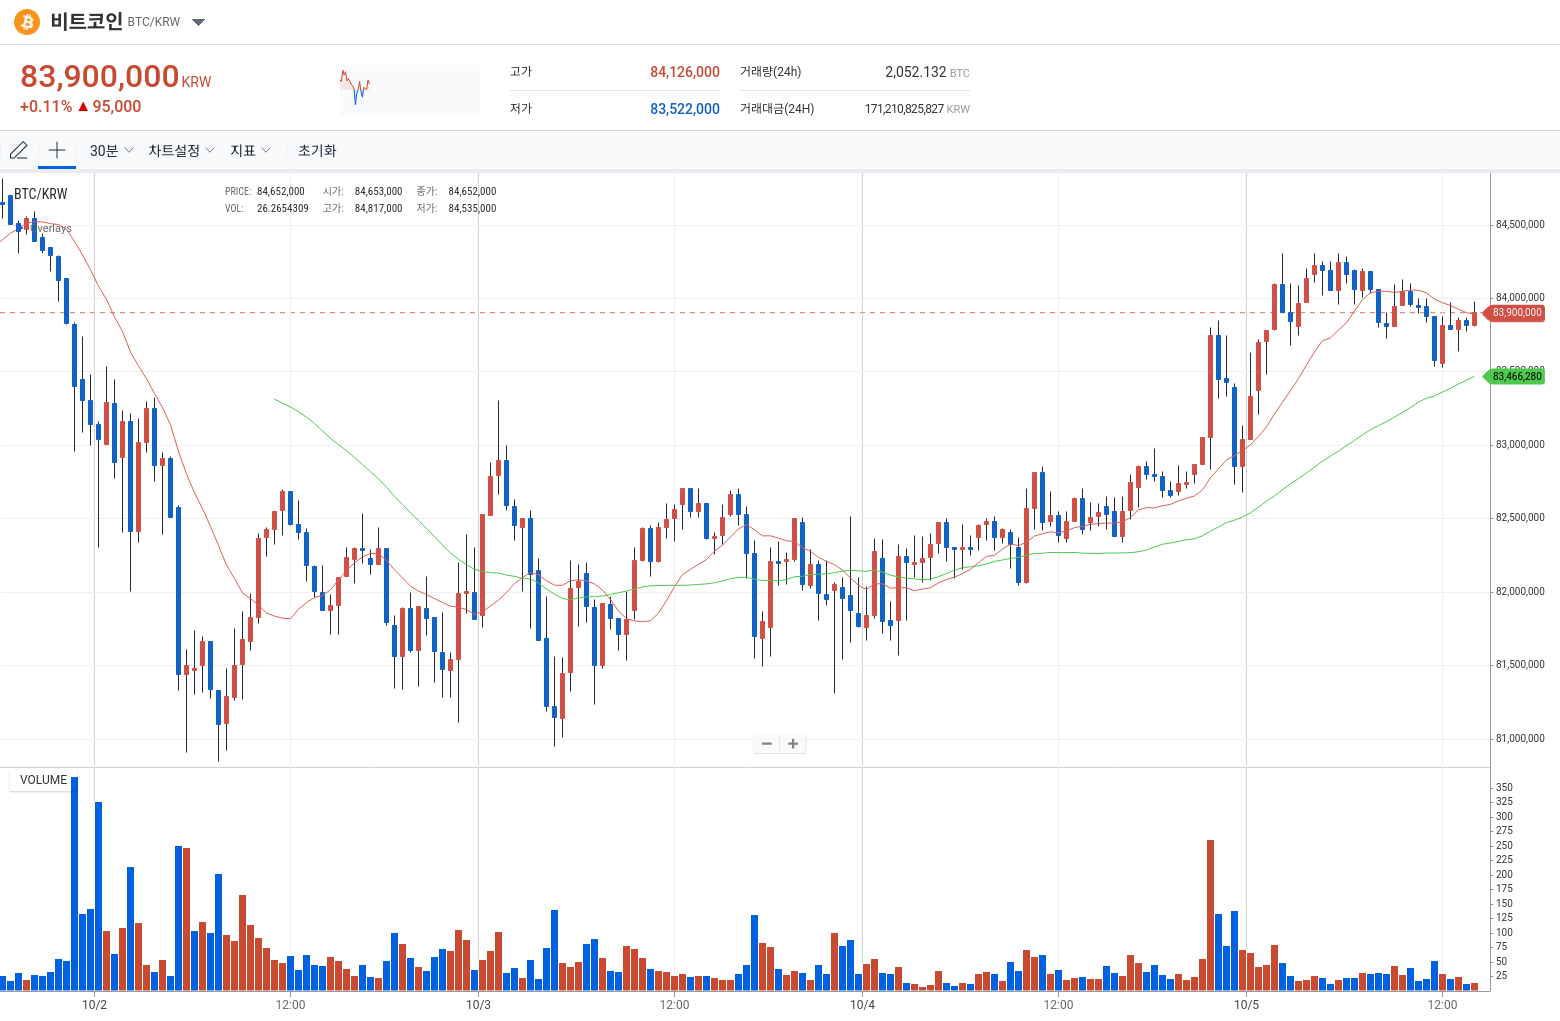 비트코인 BTC/KRW
83,900,000 KRW
+0.11% ▲ 95,000
고가 84,126,000 거래량(24h) 2,052.132 BTC
저가 83,522,000 거래대금(24H) 171,210,825,827 KRW
30분 차트설정 지표 초기화
BTC/KRW
PRICE: 84,652,000 시가: 84,653,000 종가: 84,652,000
VOL: 26.2654309 고가: 84,817,000 저가: 84,535,000
84,500,000
84,000,000
83,900,000
83,466,280
83,000,000
82,500,000
82,000,000
81,500,000
81,000,000
VOLUME
350
325
300
275
250
225
200
175
150
125
100
75
50
25
10/2 12:00 10/3 12:00 10/4 12:00 10/5 12:00